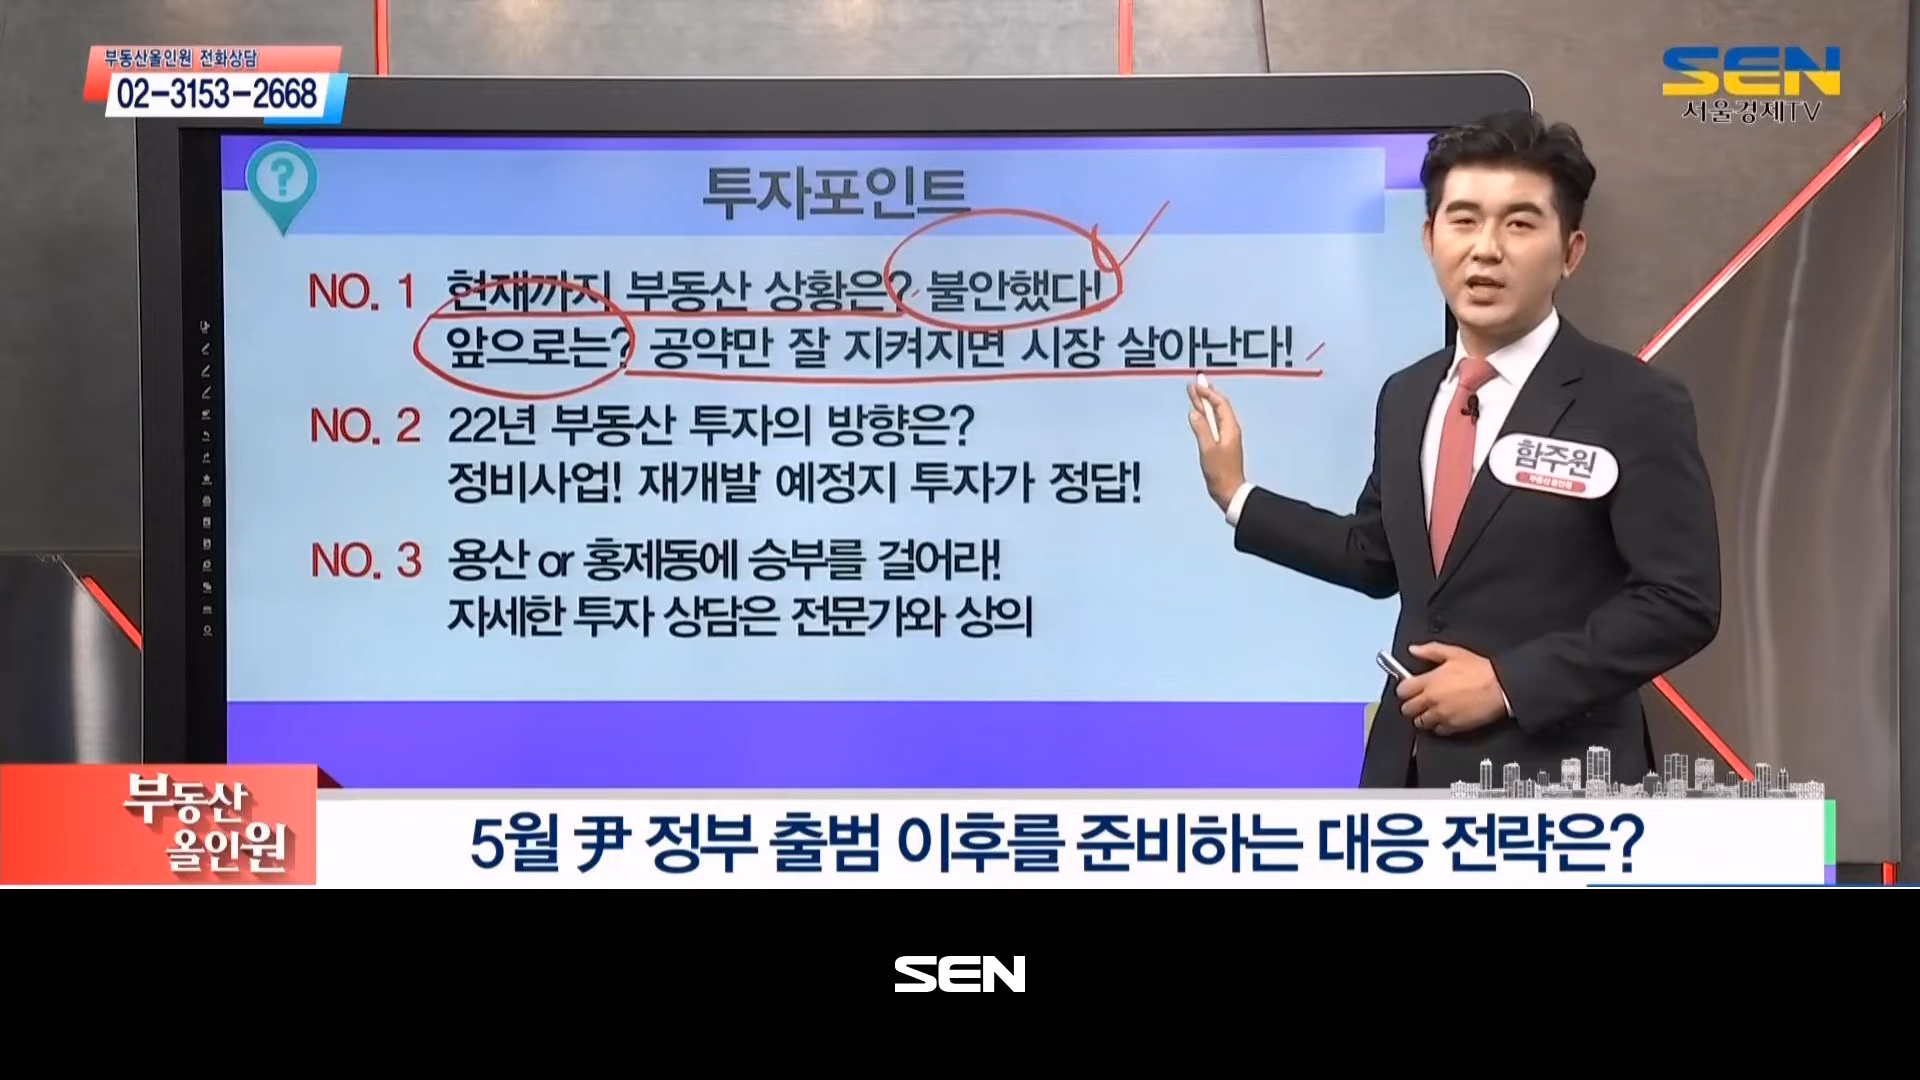 부동산올인원 전화상담
02-3153-2668
SEN
서울경제TV
?
투자포인트
NO. 1 현재까지 부동산 상황은? 불안했다!
앞으로는? 공약만 잘 지켜지면 시장 살아난다!
NO. 2 22년 부동산 투자의 방향은?
정비사업! 재개발 예정지 투자가 정답!
NO. 3 용산 or 홍제동에 승부를 걸어라!
자세한 투자 상담은 전문가와 상의
함주원
부동산올인원
부동산
올인원
5월 尹 정부 출범 이후를 준비하는 대응 전략은?
SEN